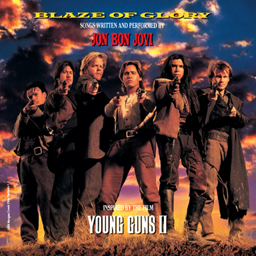 BLAZE OF GLORY
SONGS WRITTEN AND PERFORMED BY
JON BON JOVI
INSPIRED BY THE FILM
YOUNG GUNS II